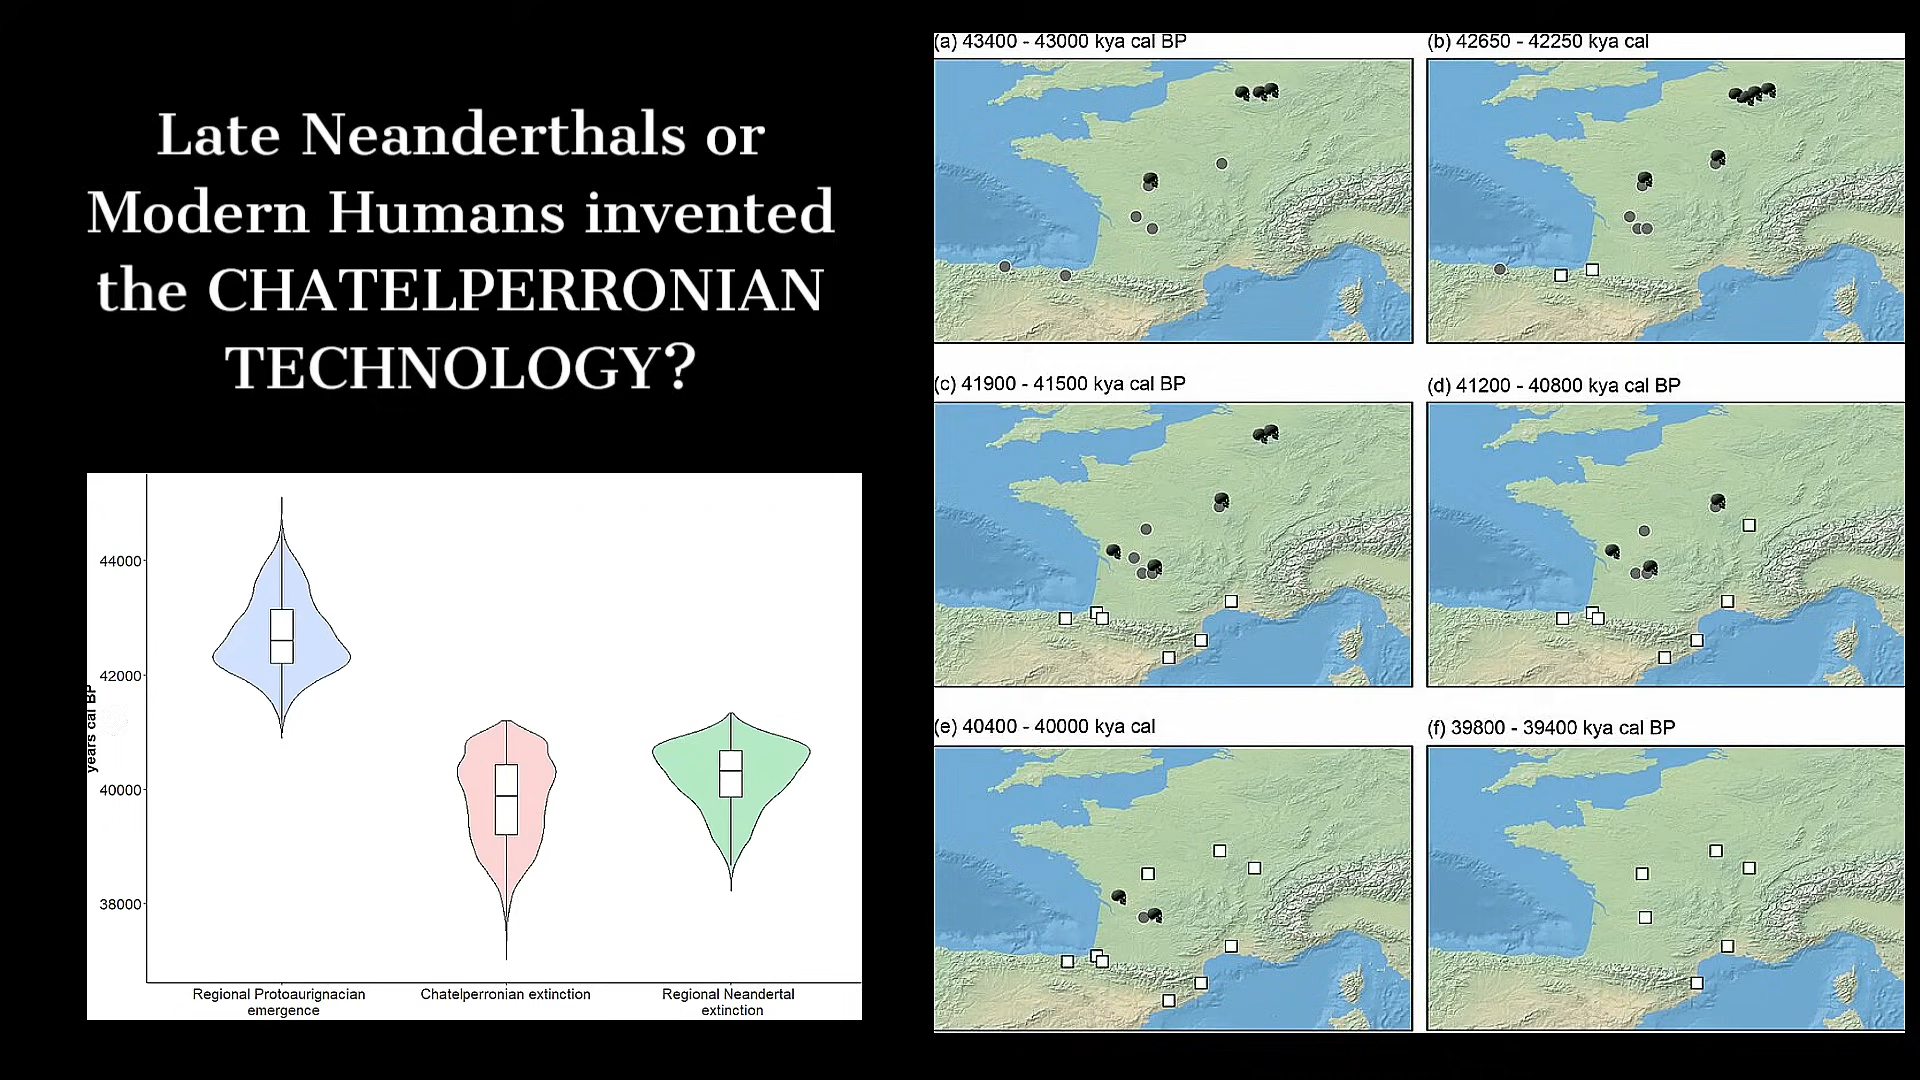 Late Neanderthals or
Modern Humans invented
the CHATELPERRONIAN
TECHNOLOGY?
years cal BP
44000
42000
40000
38000
Regional Protoaurignacian
emergence
Chatelperronian extinction
Regional Neandertal
extinction
(a) 43400 - 43000 kya cal BP
(b) 42650 - 42250 kya cal
(c) 41900 - 41500 kya cal BP
(d) 41200 - 40800 kya cal BP
(e) 40400 - 40000 kya cal
(f) 39800 - 39400 kya cal BP